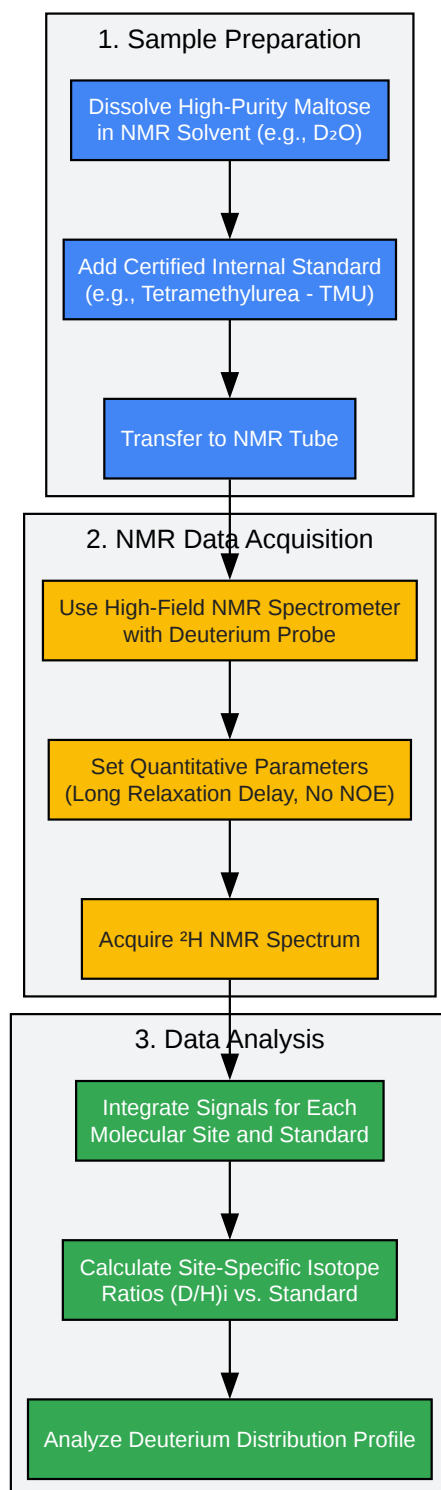 1. Sample Preparation
Dissolve High-Purity Maltose
in NMR Solvent (e.g., D₂O)
Add Certified Internal Standard
(e.g., Tetramethylurea - TMU)
Transfer to NMR Tube
2. NMR Data Acquisition
Use High-Field NMR Spectrometer
with Deuterium Probe
Set Quantitative Parameters
(Long Relaxation Delay, No NOE)
Acquire ²H NMR Spectrum
3. Data Analysis
Integrate Signals for Each
Molecular Site and Standard
Calculate Site-Specific Isotope
Ratios (D/H)i vs. Standard
Analyze Deuterium Distribution Profile